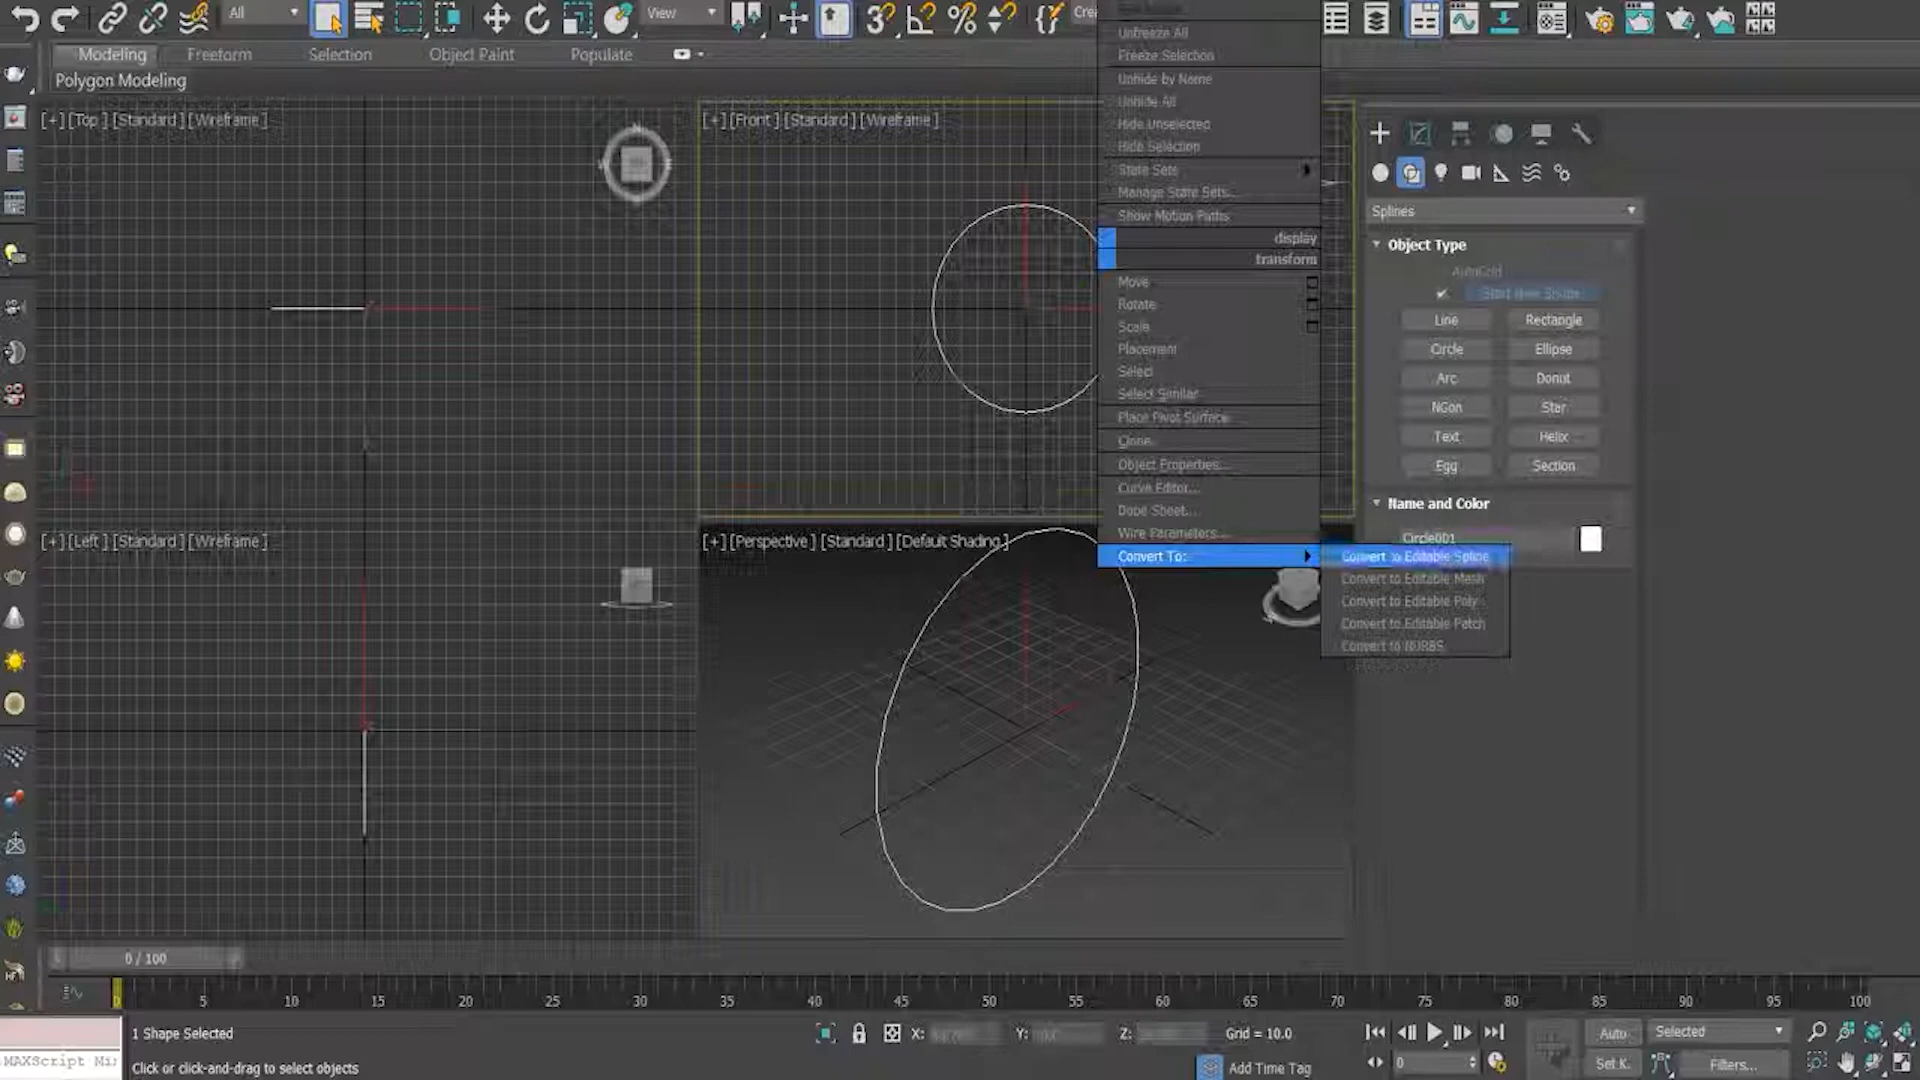 All
View
Modeling
Freeform
Selection
Object Paint
Populate
Polygon Modeling
[+] [Top ] [Standard ] [Wireframe ]
[+] [Front ] [Standard ] [Wireframe ]
[+] [Left ] [Standard ] [Wireframe ]
[+] [Perspective ] [Standard ] [Default Shading ]
Unfreeze All
Freeze Selection
Unhide by Name
Unhide All
Hide Unselected
Hide Selection
State Sets
Manage State Sets...
Show Motion Paths
display
transform
Move
Rotate
Scale
Placement
Select
Select Similar
Place Pivot Surface
Clone
Object Properties...
Curve Editor...
Dope Sheet...
Wire Parameters...
Convert To:
Convert to Editable Spline
Convert to Editable Mesh
Convert to Editable Poly
Convert to Editable Patch
Convert to NURBS
Splines
Object Type
AutoGrid
Start New Shape
Line
Rectangle
Circle
Ellipse
Arc
Donut
NGon
Star
Text
Helix
Egg
Section
Name and Color
Circle001
0 / 100
5 10 15 20 25 30 35 40 45 50 55 60 65 70 75 80 85 90 95 100
1 Shape Selected
X:
Y:
Z:
Grid = 10.0
Auto
Selected
MAXScript Mi
Click or click-and-drag to select objects
Add Time Tag
0
Set K.
Filters...